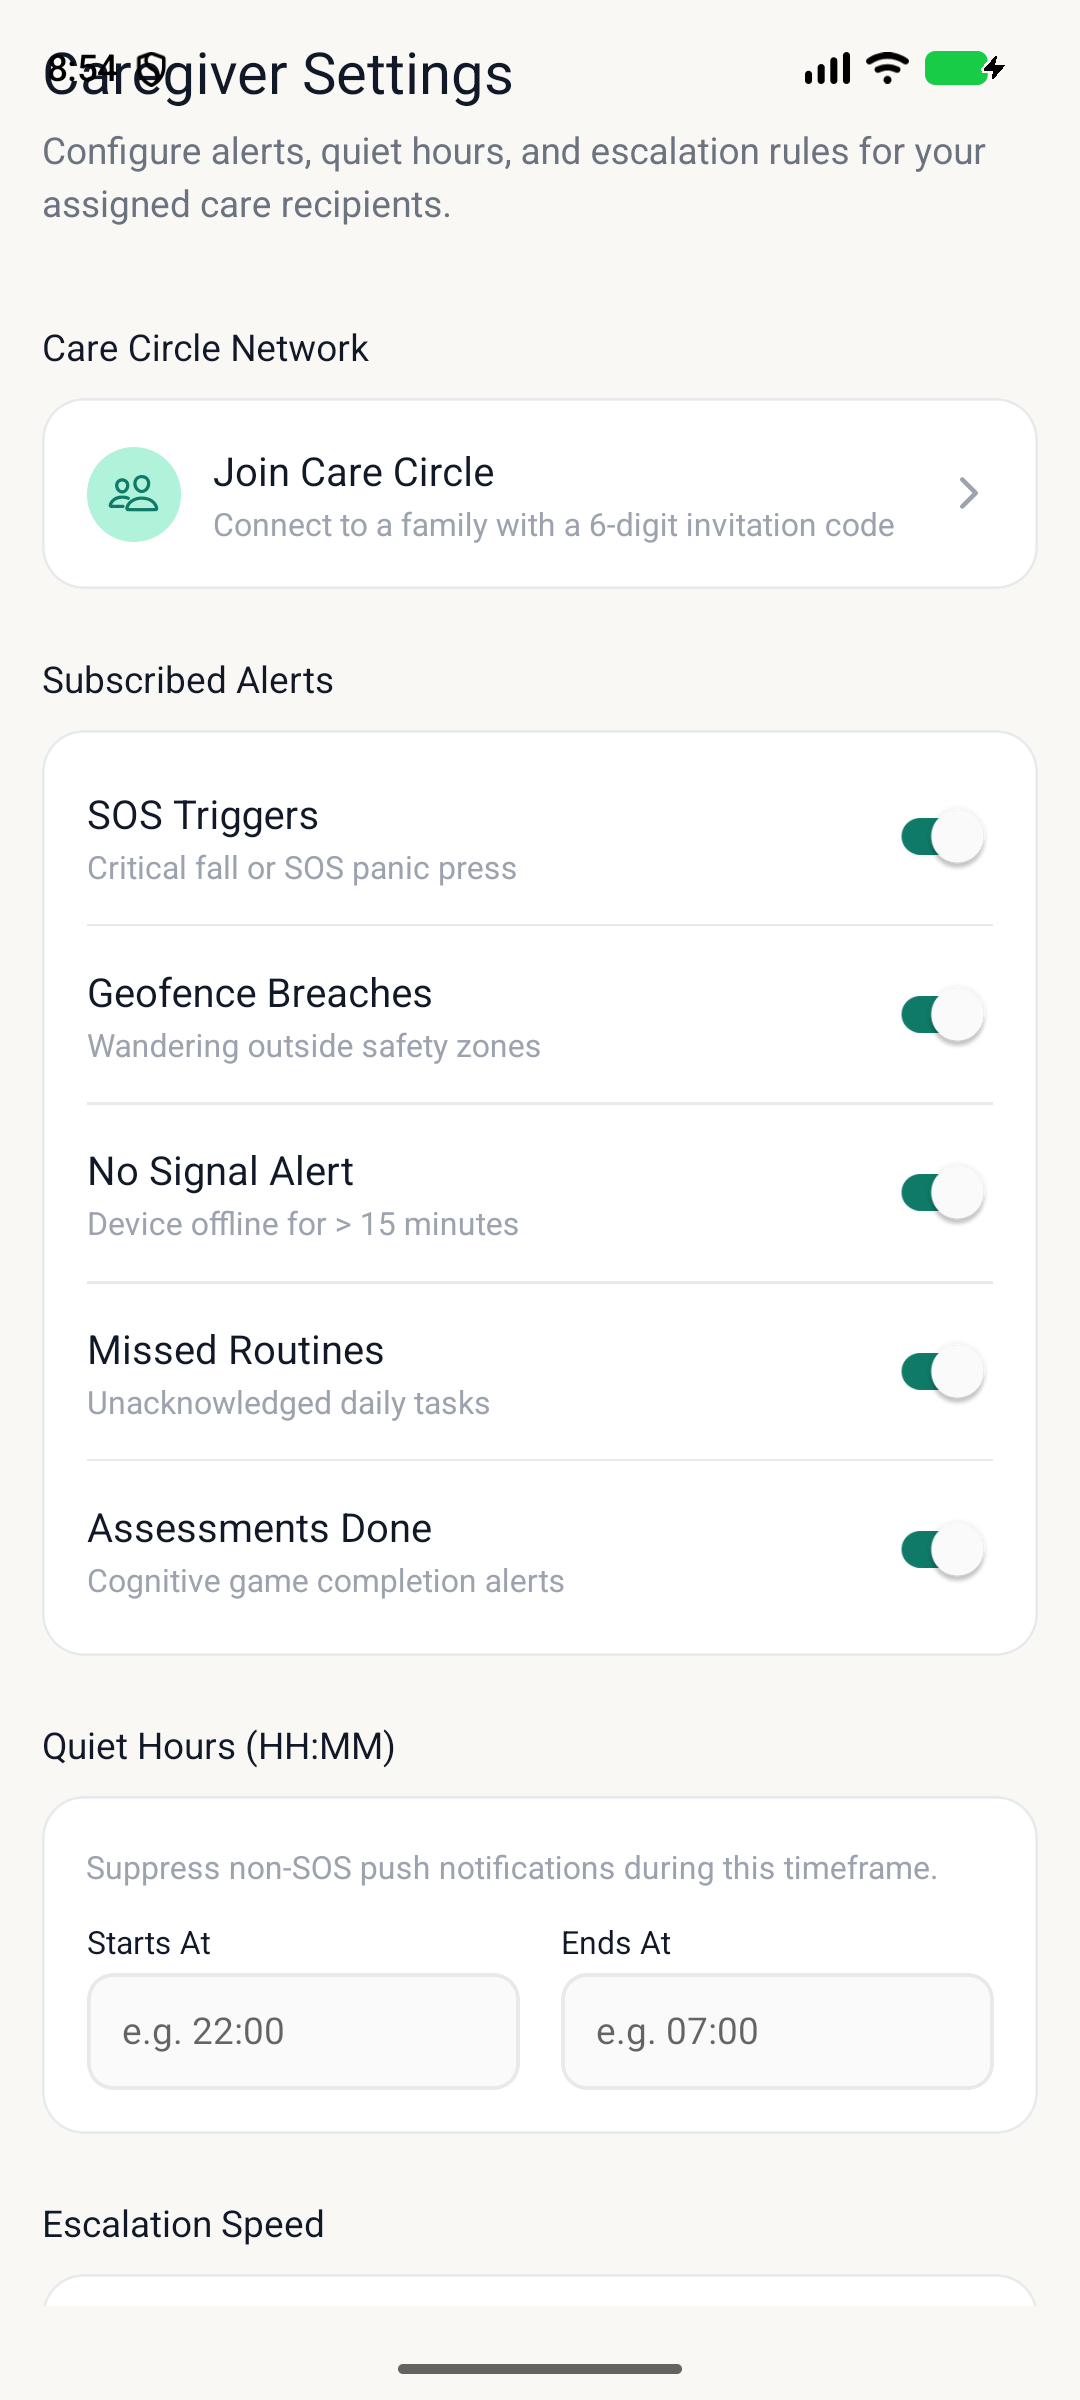 8:54
Caregiver Settings
Configure alerts, quiet hours, and escalation rules for your
assigned care recipients.
Care Circle Network
Join Care Circle
Connect to a family with a 6-digit invitation code
Subscribed Alerts
SOS Triggers
Critical fall or SOS panic press
Geofence Breaches
Wandering outside safety zones
No Signal Alert
Device offline for > 15 minutes
Missed Routines
Unacknowledged daily tasks
Assessments Done
Cognitive game completion alerts
Quiet Hours (HH:MM)
Suppress non-SOS push notifications during this timeframe.
Starts At
Ends At
e.g. 22:00
e.g. 07:00
Escalation Speed